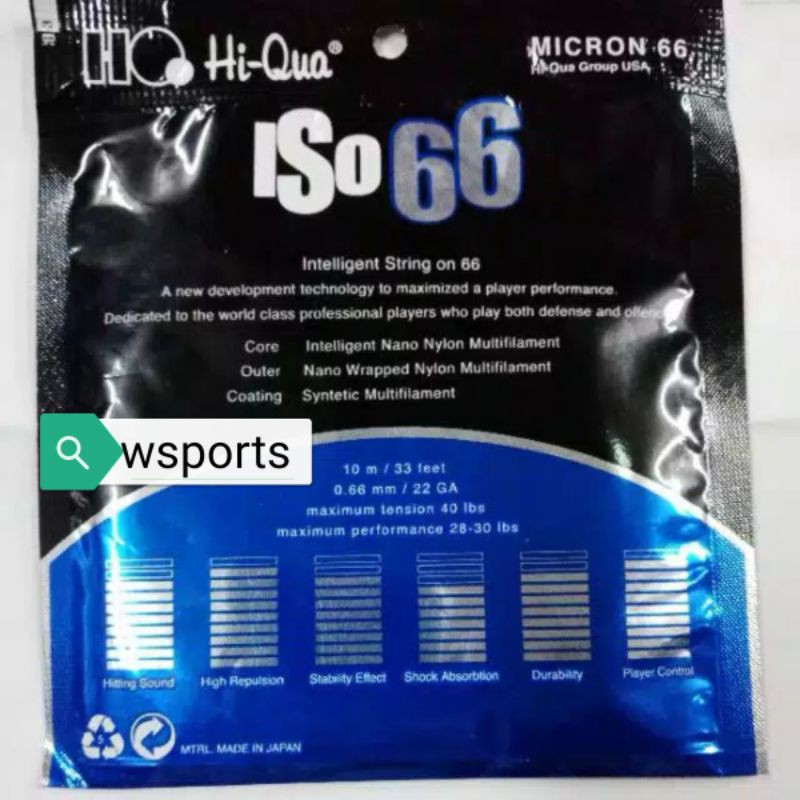 HQ Hi-Qua®
MICRON 66
Hi-Qua Group USA
ISO 66
Intelligent String on 66
A new development technology to maximized a player performance.
Dedicated to the world class professional players who play both defense and offend
Core Intelligent Nano Nylon Multifilament
Outer Nano Wrapped Nylon Multifilament
Coating Syntetic Multifilament
wsports
10 m / 33 feet
0.66 mm / 22 GA
maximum tension 40 lbs
maximum performance 28-30 lbs
Hitting Sound High Repulsion Stability Effect Shock Absorbtion Durability Player Control
5
MTRL. MADE IN JAPAN